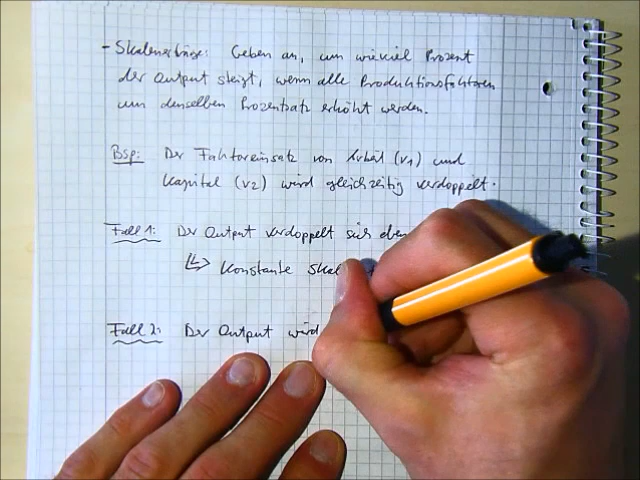 - Skalenerträge: Geben an, um wieviel Prozent
der Output steigt, wenn alle Produktionsfaktoren
um denselben Prozentsatz erhöht werden.
Bsp: Der Faktoreinsatz von Arbeit (v1) und
Kapital (v2) wird gleichzeitig verdoppelt.
Fall 1: Der Output verdoppelt sich eben
Konstante Skal
Fall 2: Der Output wird